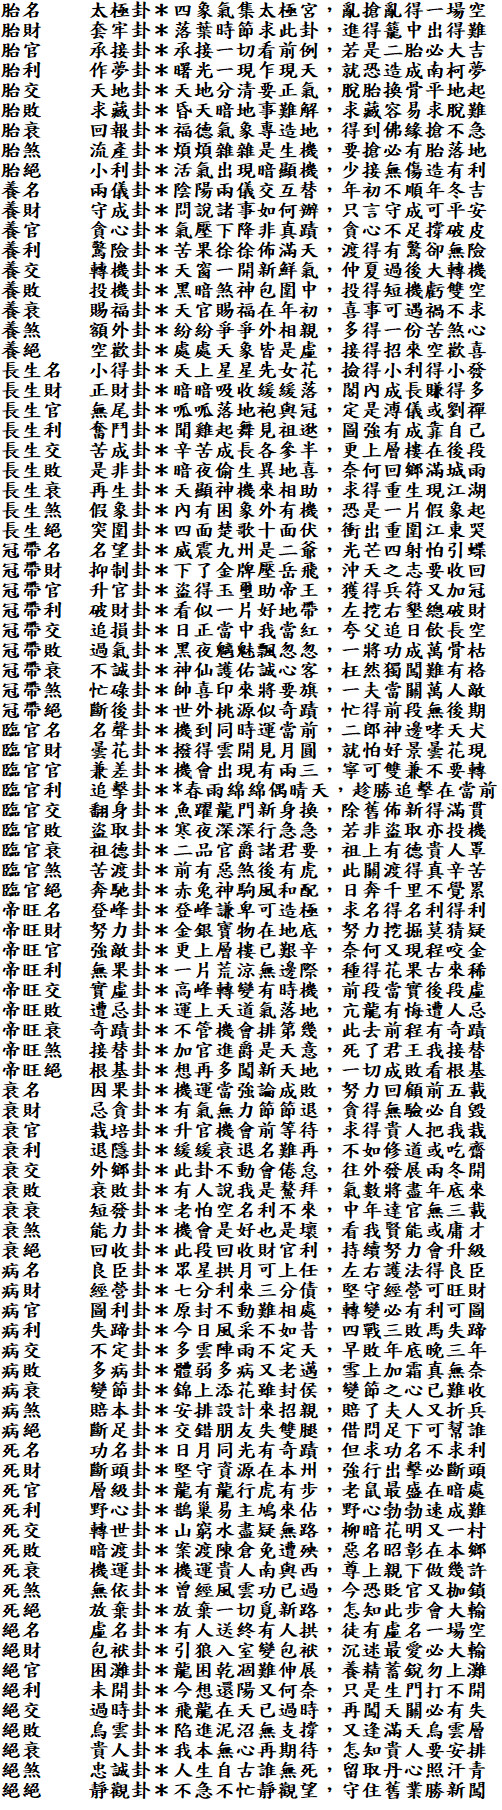 胎名 太極卦＊四象氣集太極宮，亂搶亂得一場空
胎財 套牢卦＊落葉時節求此卦，進得籠中出得難
胎官 承接卦＊承接一切看前例，若是二胎必大吉
胎利 作夢卦＊曙光一現乍現天，就恐造成南柯夢
胎交 天地卦＊天地分清要正氣，脫胎換骨平地起
胎敗 求藏卦＊昏天暗地事難解，求藏容易求脫難
胎衰 回報卦＊福德氣象專造地，得到佛緣搶不急
胎煞 流產卦＊煩煩雜雜是生機，要搶必有胎落地
胎絕 小利卦＊活氣出現暗顯機，少接無傷造有利
養名 兩儀卦＊陰陽兩儀交互替，年初不順年冬吉
養財 守成卦＊問說諸事如何辦，只言守成可平安
養官 貪心卦＊氣壓下降非真蹟，貪心不足撐破皮
養利 驚險卦＊苦果徐徐佈滿天，渡得有驚卻無險
養交 轉機卦＊天窗一開新鮮氣，仲夏過後大轉機
養敗 投機卦＊黑暗煞神包圍中，投得短機虧雙空
養衰 賜福卦＊天官賜福在年初，喜事可遇禍不求
養煞 額外卦＊紛紛爭爭外相親，多得一份苦煞心
養絕 空歡卦＊處處天象皆是虛，接得招來空歡喜
長生名 小得卦＊天上星星先女花，撿得小利得小發
長生財 正財卦＊暗暗吸收緩緩落，閣內成長賺得多
長生官 無尾卦＊呱呱落地袍輿冠，定是溥儀或劉禪
長生利 奮鬥卦＊聞雞起舞見祖逖，圖強有成靠自己
長生交 苦成卦＊辛苦成長各參半，更上層樓在後段
長生敗 是非卦＊暗夜偷生異地喜，奈何回鄉滿城雨
長生衰 再生卦＊天顯神機來相助，求得重生現江湖
長生煞 假象卦＊內有困象外有機，恐是一片假象起
長生絕 突圍卦＊四面楚歌十面伏，衝出重圍江東哭
冠帶名 名望卦＊威震九州是二爺，光芒四射怕引蝶
冠帶財 抑制卦＊下了金牌壓岳飛，沖天之志要收回
冠帶官 升官卦＊盜得玉璽助帝王，獲得兵符又加冠
冠帶利 破財卦＊看似一片好地帶，左挖右墾總破財
冠帶交 追損卦＊日正當中我當紅，夸父追日飲長空
冠帶敗 過氣卦＊黑夜魑魅飄忽忽，一將功成萬骨枯
冠帶衰 不誠卦＊神仙護佑誠心客，枉然獨闖難有格
冠帶煞 忙碌卦＊帥喜印來將要旗，一夫當關萬人敵
冠帶絕 斷後卦＊世外桃源似奇蹟，忙得前段無後期
臨官名 名聲卦＊機到同時運當前，二郎神邊哮天犬
臨官財 曇花卦＊撥得雲開見月圓，就怕好景曇花現
臨官官 兼差卦＊機會出現有兩三，寧可雙兼不要轉
臨官利 追擊卦＊*春雨綿綿偶晴天，趁勝追擊在當前
臨官交 翻身卦＊魚躍龍門新身換，除舊佈新得滿貫
臨官敗 盜取卦＊寒夜深深行急急，若非盜取亦投機
臨官衰 祖德卦＊二品官爵諸君要，祖上有德貴人罩
臨官煞 苦渡卦＊前有惡煞後有虎，此關渡得真辛苦
臨官絕 奔馳卦＊赤兔神駒風和配，日奔千里不覺累
帝旺名 登峰卦＊登峰謙卑可造極，求名得名利得利
帝旺財 努力卦＊金銀寶物在地底，努力挖掘莫猜疑
帝旺官 強敵卦＊更上層樓已艱辛，奈何又現程咬金
帝旺利 無果卦＊一片荒涼無邊際，種得花果古來稀
帝旺交 實虛卦＊高峰轉變有時機，前段當實後段虛
帝旺敗 遭忌卦＊運上天道氣落地，亢龍有悔遭人忌
帝旺衰 奇蹟卦＊不管機會排第幾，此去前程有奇蹟
帝旺煞 接替卦＊加官進爵是天意，死了君王我接替
帝旺絕 根基卦＊想再多闖新天地，一切成敗看根基
衰名 因果卦＊機運當強論成敗，努力回顧前五載
衰財 忌貪卦＊有氣無力節節退，貪得無驗必自毀
衰官 栽培卦＊升官機會前等待，求得貴人把我栽
衰利 退隱卦＊緩緩衰退名難再，不如修道或吃齋
衰交 外鄉卦＊此卦不動會倦怠，往外發展兩冬開
衰敗 衰敗卦＊有人說我是鰲拜，氣數將盡年底來
衰衰 短發卦＊老怕空名利不來，中年達官無三載
衰煞 能力卦＊機會是好也是壞，看我賢能或庸才
衰絕 回收卦＊此段回收財官利，持續努力會升級
病名 良臣卦＊眾星拱月可上任，左右護法得良臣
病財 經營卦＊七分利來三分債，堅守經營可旺財
病官 圖利卦＊原封不動難相處，轉變必有利可圖
病利 失蹄卦＊今日風采不如昔，四戰三敗馬失蹄
病交 不定卦＊多雲陣雨不定天，早敗年底晚三年
病敗 多病卦＊體弱多病又老邁，雪上加霜真無奈
病衰 變節卦＊錦上添花雖封侯，變節之心已難收
病煞 賠本卦＊安排設計來招親，賠了夫人又折兵
病絕 斷足卦＊交錯朋友失雙腿，借問足下可幫誰
死名 功名卦＊日月同光有奇蹟，但求功名不求利
死財 斷頭卦＊堅守資源在本州，強行出擊必斷頭
死官 層級卦＊龍有龍行虎有步，老鼠最盛在暗處
死利 野心卦＊鵲巢易主鳩來佔，野心勃勃速成難
死交 轉世卦＊山窮水盡疑無路，柳暗花明又一村
死敗 暗渡卦＊案渡陳倉免遭殃，惡名昭彰在本鄉
死衰 機運卦＊機運貴人南輿西，尊上親下做幾許
死煞 無依卦＊曾經風雲功已過，今恐貶官又枷鎖
死絕 放棄卦＊放棄一切覓新路，怎知此步會大輸
絕名 虛名卦＊有人送終有人拱，徒有虛名一場空
絕財 包袱卦＊引狼入室變包袱，沉迷最愛必大輸
絕官 困灘卦＊龍困乾涸難伸展，養精蓄銳勿上灘
絕利 未開卦＊今想還陽又何奈，只是生門打不開
絕交 過時卦＊飛龍在天已過時，再闖天關必有失
絕敗 烏雲卦＊陷進泥沼無支撐，又逢滿天烏雲層
絕衰 貴人卦＊我本無心再期待，怎知貴人要安排
絕煞 忠誠卦＊人生自古誰無死，留取丹心照汗青
絕絕 靜觀卦＊不急不忙靜觀望，守住舊業勝新闖